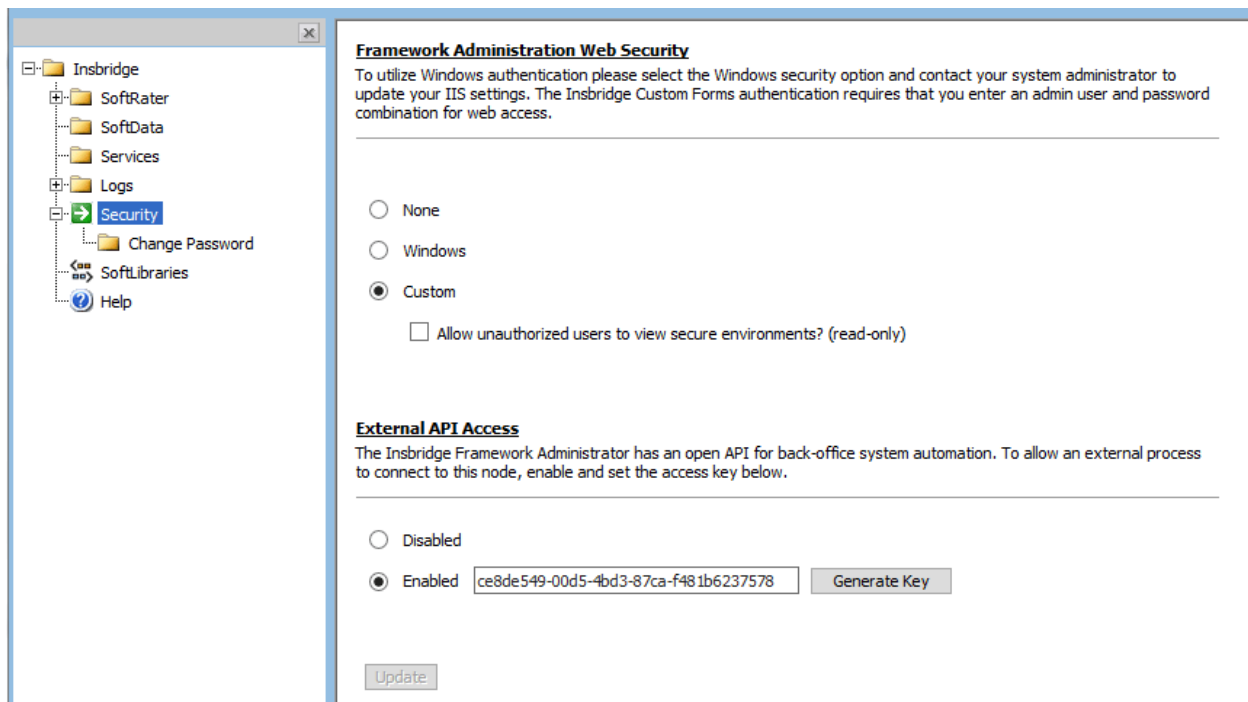 Insbridge
SoftRater
SoftData
Services
Logs
Security
Change Password
SoftLibraries
Help
Framework Administration Web Security
To utilize Windows authentication please select the Windows security option and contact your system administrator to
update your IIS settings. The Insbridge Custom Forms authentication requires that you enter an admin user and password
combination for web access.
None
Windows
Custom
Allow unauthorized users to view secure environments? (read-only)
External API Access
The Insbridge Framework Administrator has an open API for back-office system automation. To allow an external process
to connect to this node, enable and set the access key below.
Disabled
Enabled ce8de549-00d5-4bd3-87ca-f481b6237578 Generate Key
Update